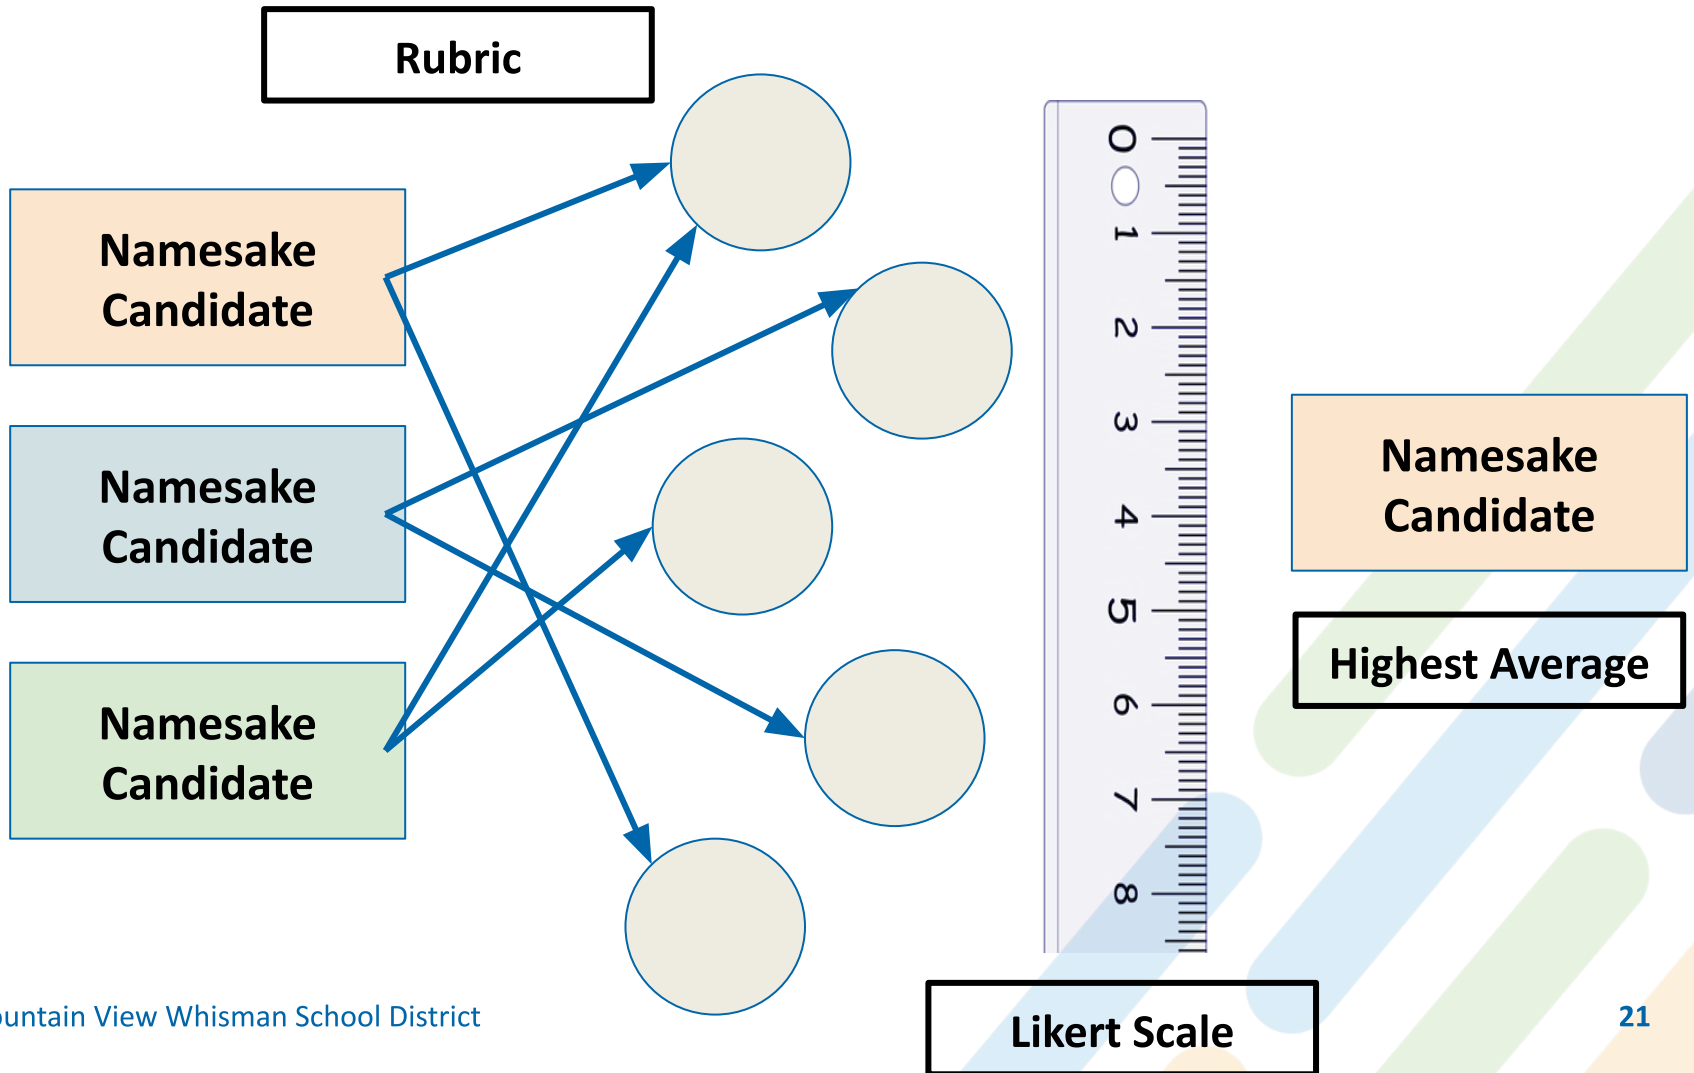 Rubric
Namesake
Candidate
Namesake
Candidate
Namesake
Candidate
0
1
2
3
4
5
6
7
8
Namesake
Candidate
Highest Average
Likert Scale
ountain View Whisman School District
21